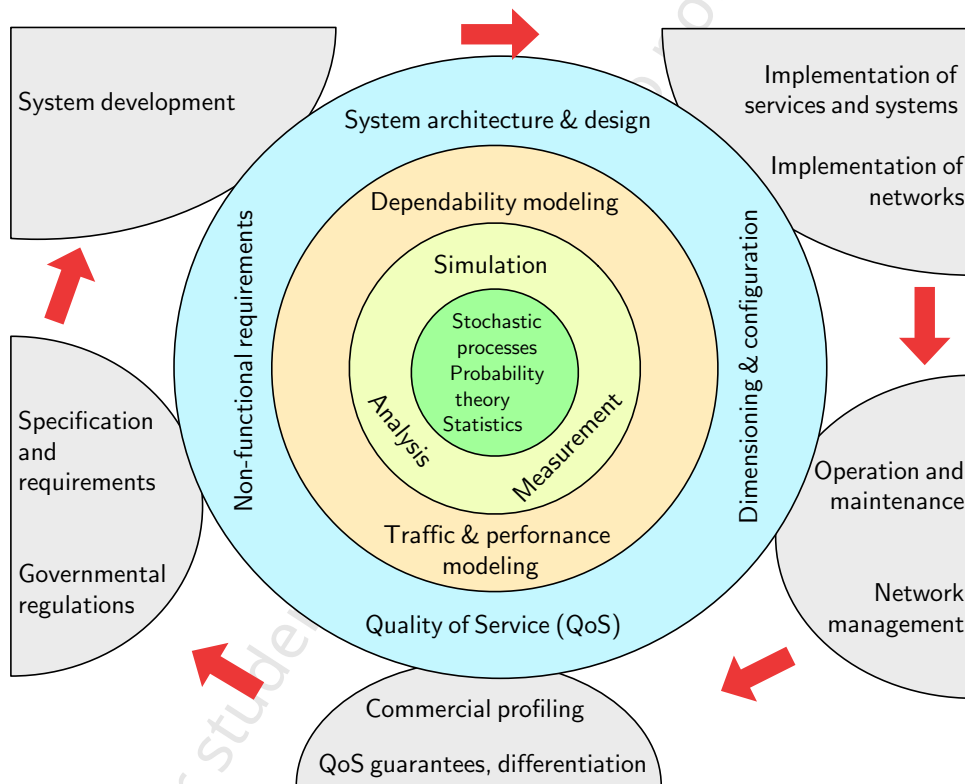 System development
Implementation of
services and systems
Implementation of
networks
System architecture & design
Dependability modeling
Simulation
Stochastic
processes
Probability
theory
Statistics
Analysis
Measurement
Non-functional requirements
Dimensioning & configuration
Traffic & perfornance
modeling
Quality of Service (QoS)
Specification
and
requirements
Governmental
regulations
Operation and
maintenance
Network
management
Commercial profiling
QoS guarantees, differentiation